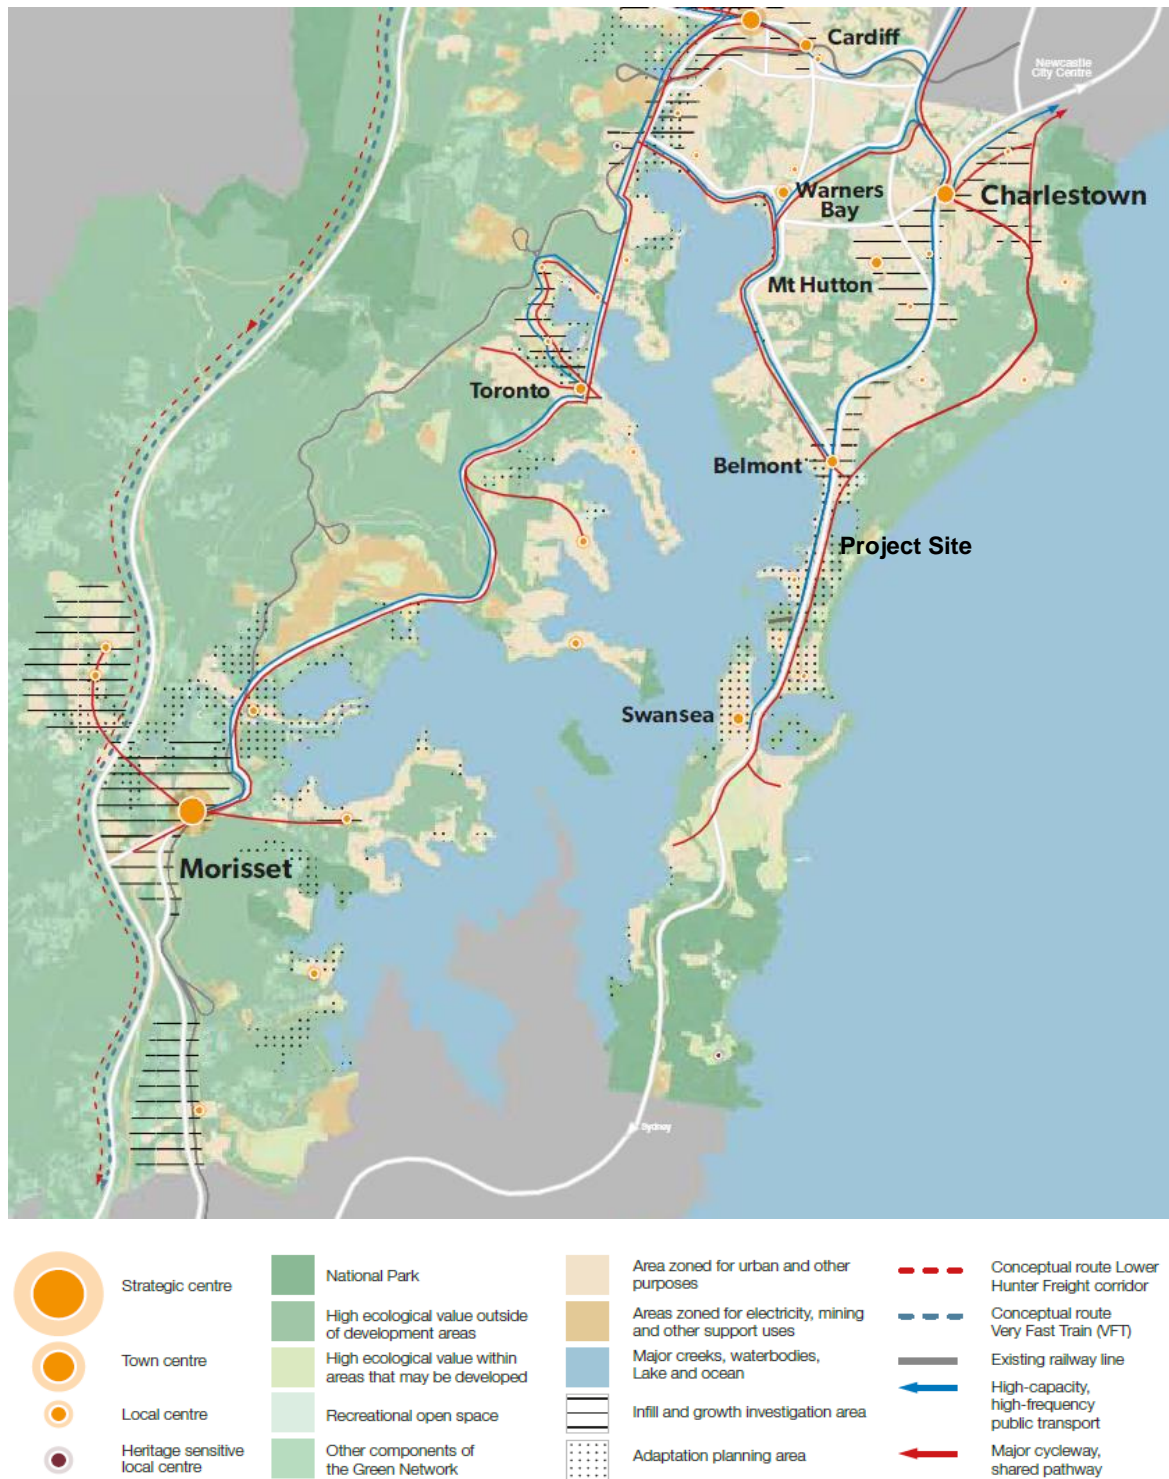 Cardiff
Newcastle
City Centre
Warners
Bay
Charlestown
Mt Hutton
Toronto
Belmont
Project Site
Swansea
Morisset
Sydney
Strategic centre
Town centre
Local centre
Heritage sensitive
local centre
National Park
High ecological value outside
of development areas
High ecological value within
areas that may be developed
Recreational open space
Other components of
the Green Network
Area zoned for urban and other
purposes
Areas zoned for electricity, mining
and other support uses
Major creeks, waterbodies,
Lake and ocean
Infill and growth investigation area
Adaptation planning area
Conceptual route Lower
Hunter Freight corridor
Conceptual route
Very Fast Train (VFT)
Existing railway line
High-capacity,
high-frequency
public transport
Major cycleway,
shared pathway